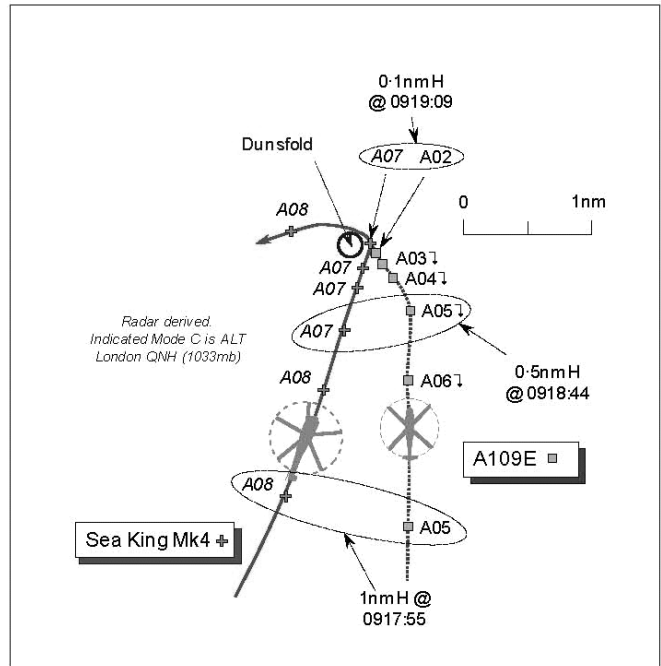 0·1nmH
@ 0919:09
Dunsfold
A07 A02
A08
0 1nm
A03↴
A07
A04↴
A07
A05↴
Radar derived.
Indicated Mode C is ALT
London QNH (1033mb)
A07
0·5nmH
@ 0918:44
A06↴
A08
A109E
A08
A05
Sea King Mk4
1nmH @
0917:55